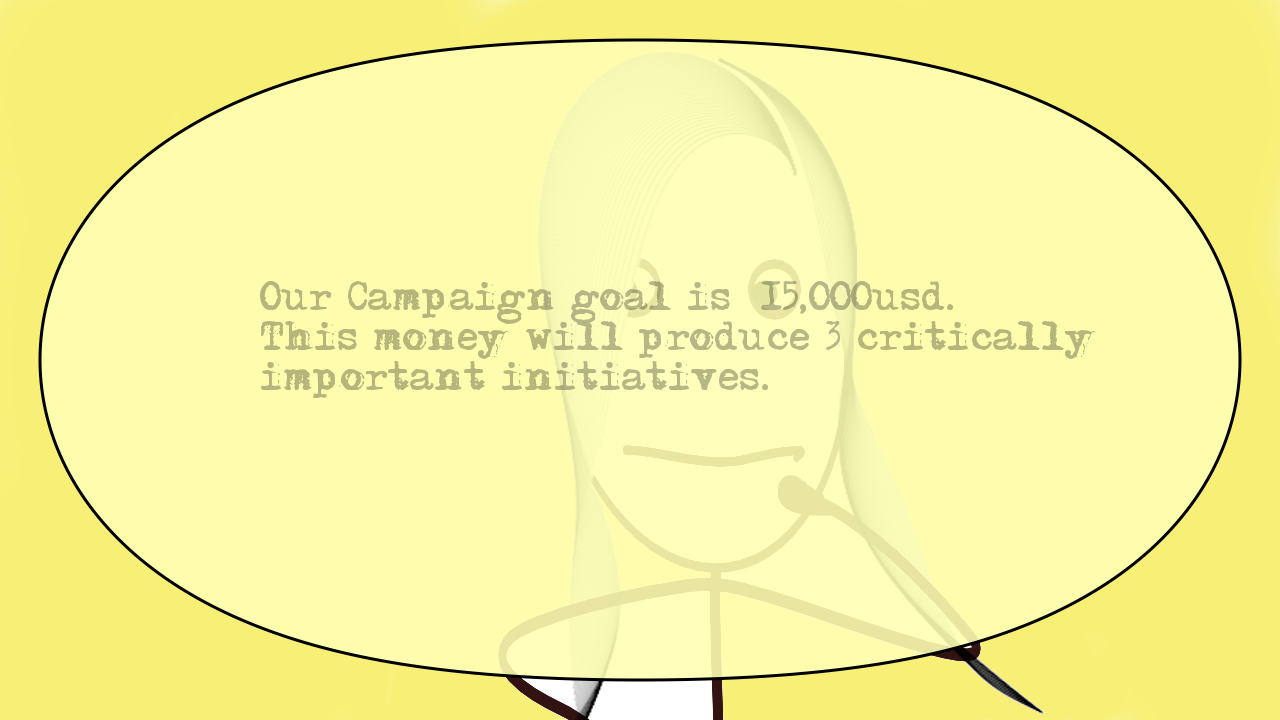 Our Campaign goal is 15,000usd.
This money will produce 3 critically
important initiatives.